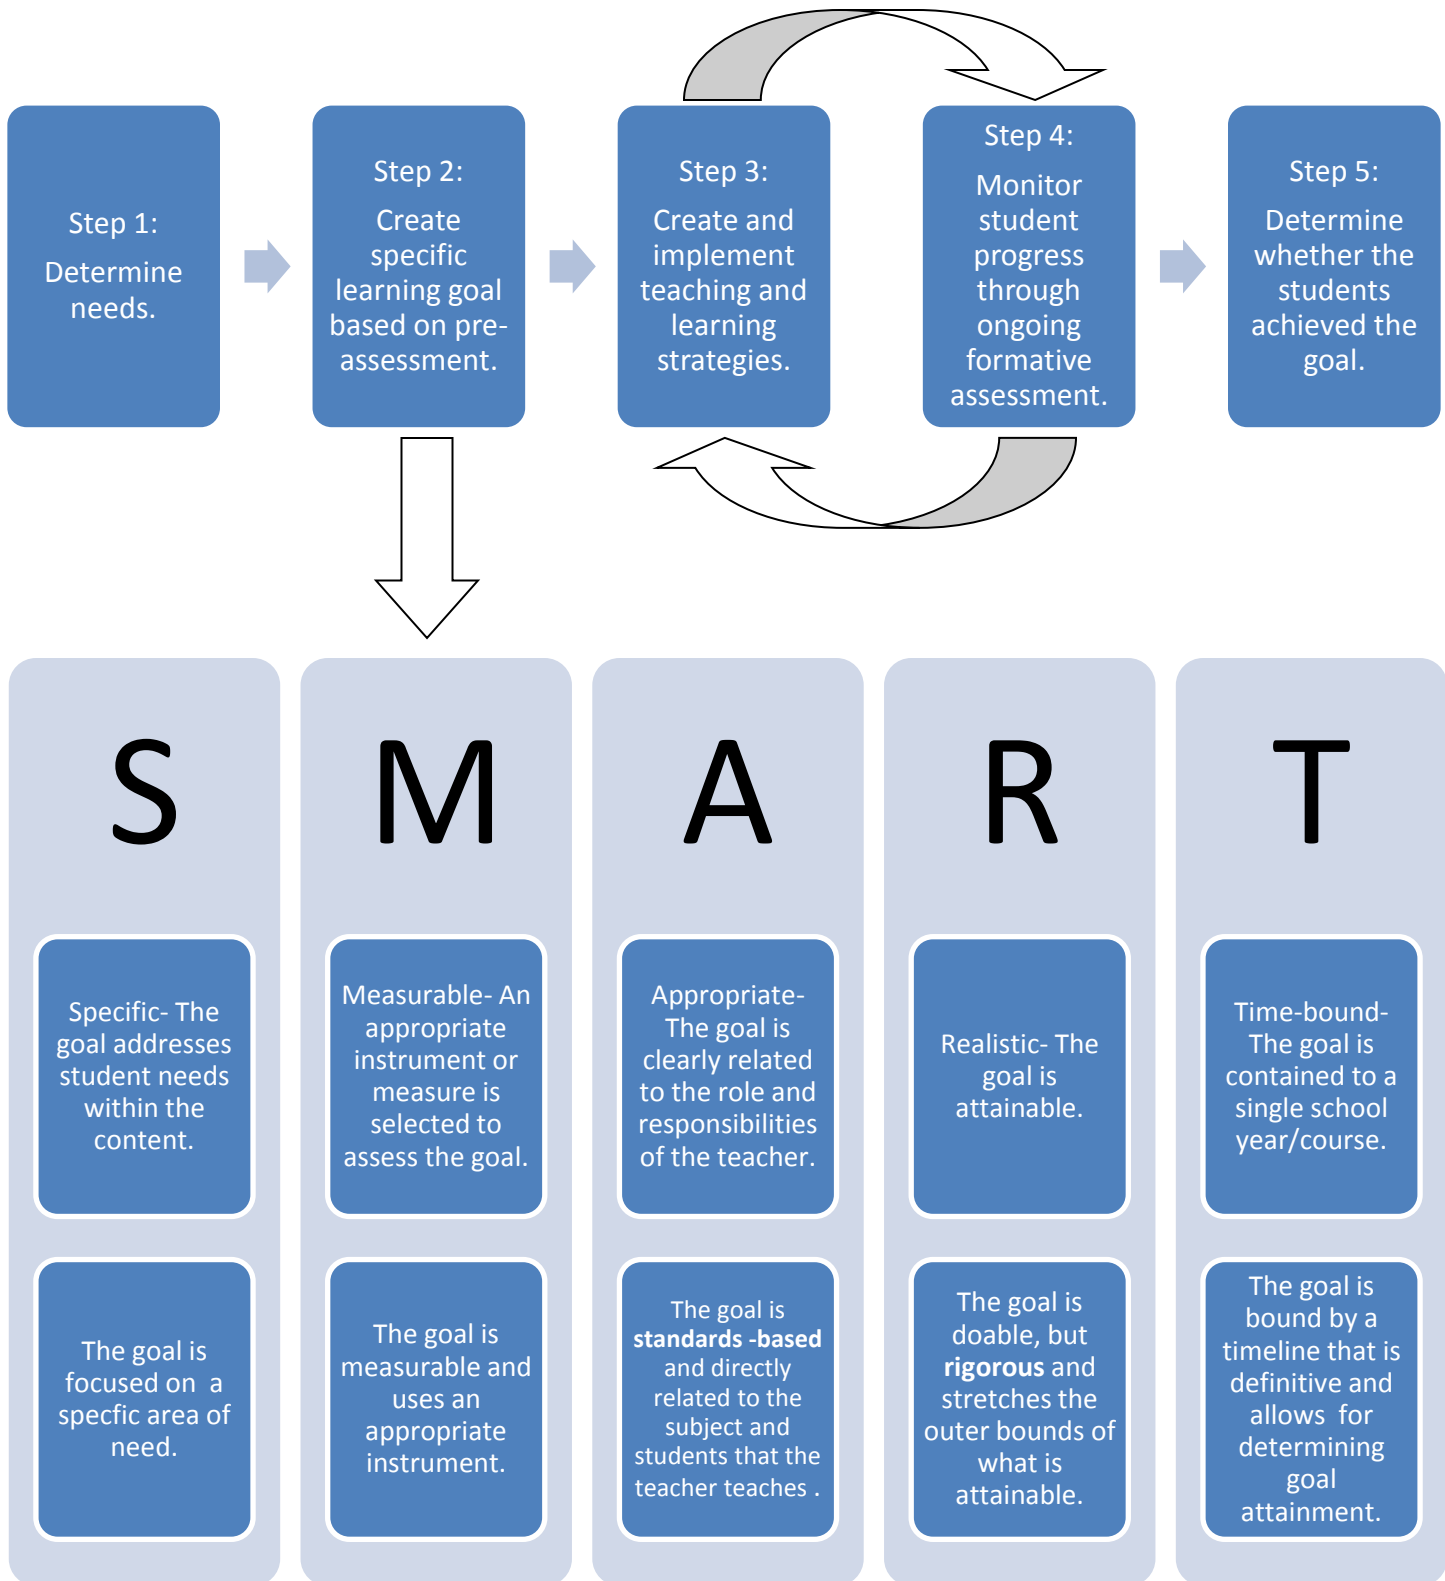 Step 1:
Determine
needs.
Step 2:
Create
specific
learning goal
based on pre-
assessment.
Step 3:
Create and
implement
teaching and
learning
strategies.
Step 4:
Monitor
student
progress
through
ongoing
formative
assessment.
Step 5:
Determine
whether the
students
achieved the
goal.
S
Specific- The
goal addresses
student needs
within the
content.
The goal is
focused on a
specfic area of
need.
M
Measurable- An
appropriate
instrument or
measure is
selected to
assess the goal.
The goal is
measurable and
uses an
appropriate
instrument.
A
Appropriate-
The goal is
clearly related
to the role and
responsibilities
of the teacher.
The goal is
standards -based
and directly
related to the
subject and
students that the
teacher teaches .
R
Realistic- The
goal is
attainable.
The goal is
doable, but
rigorous and
stretches the
outer bounds of
what is
attainable.
T
Time-bound-
The goal is
contained to a
single school
year/course.
The goal is
bound by a
timeline that is
definitive and
allows for
determining
goal
attainment.